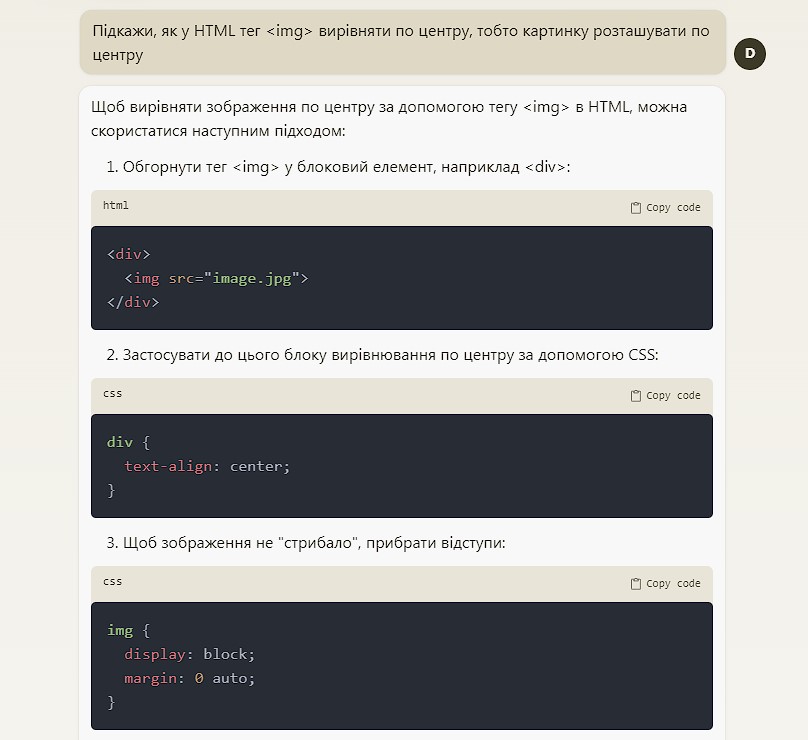 Підкажи, як у HTML тег <img> вирівняти по центру, тобто картинку розташувати по
центру
D
Щоб вирівняти зображення по центру за допомогою тегу <img> в HTML, можна
скористатися наступним підходом:
1. Обгорнути тег <img> у блоковий елемент, наприклад <div>:
html
Copy code
<div>
  <img src="image.jpg">
</div>
2. Застосувати до цього блоку вирівнювання по центру за допомогою CSS:
css
Copy code
div {
  text-align: center;
}
3. Щоб зображення не "стрибало", прибрати відступи:
css
Copy code
img {
  display: block;
  margin: 0 auto;
}